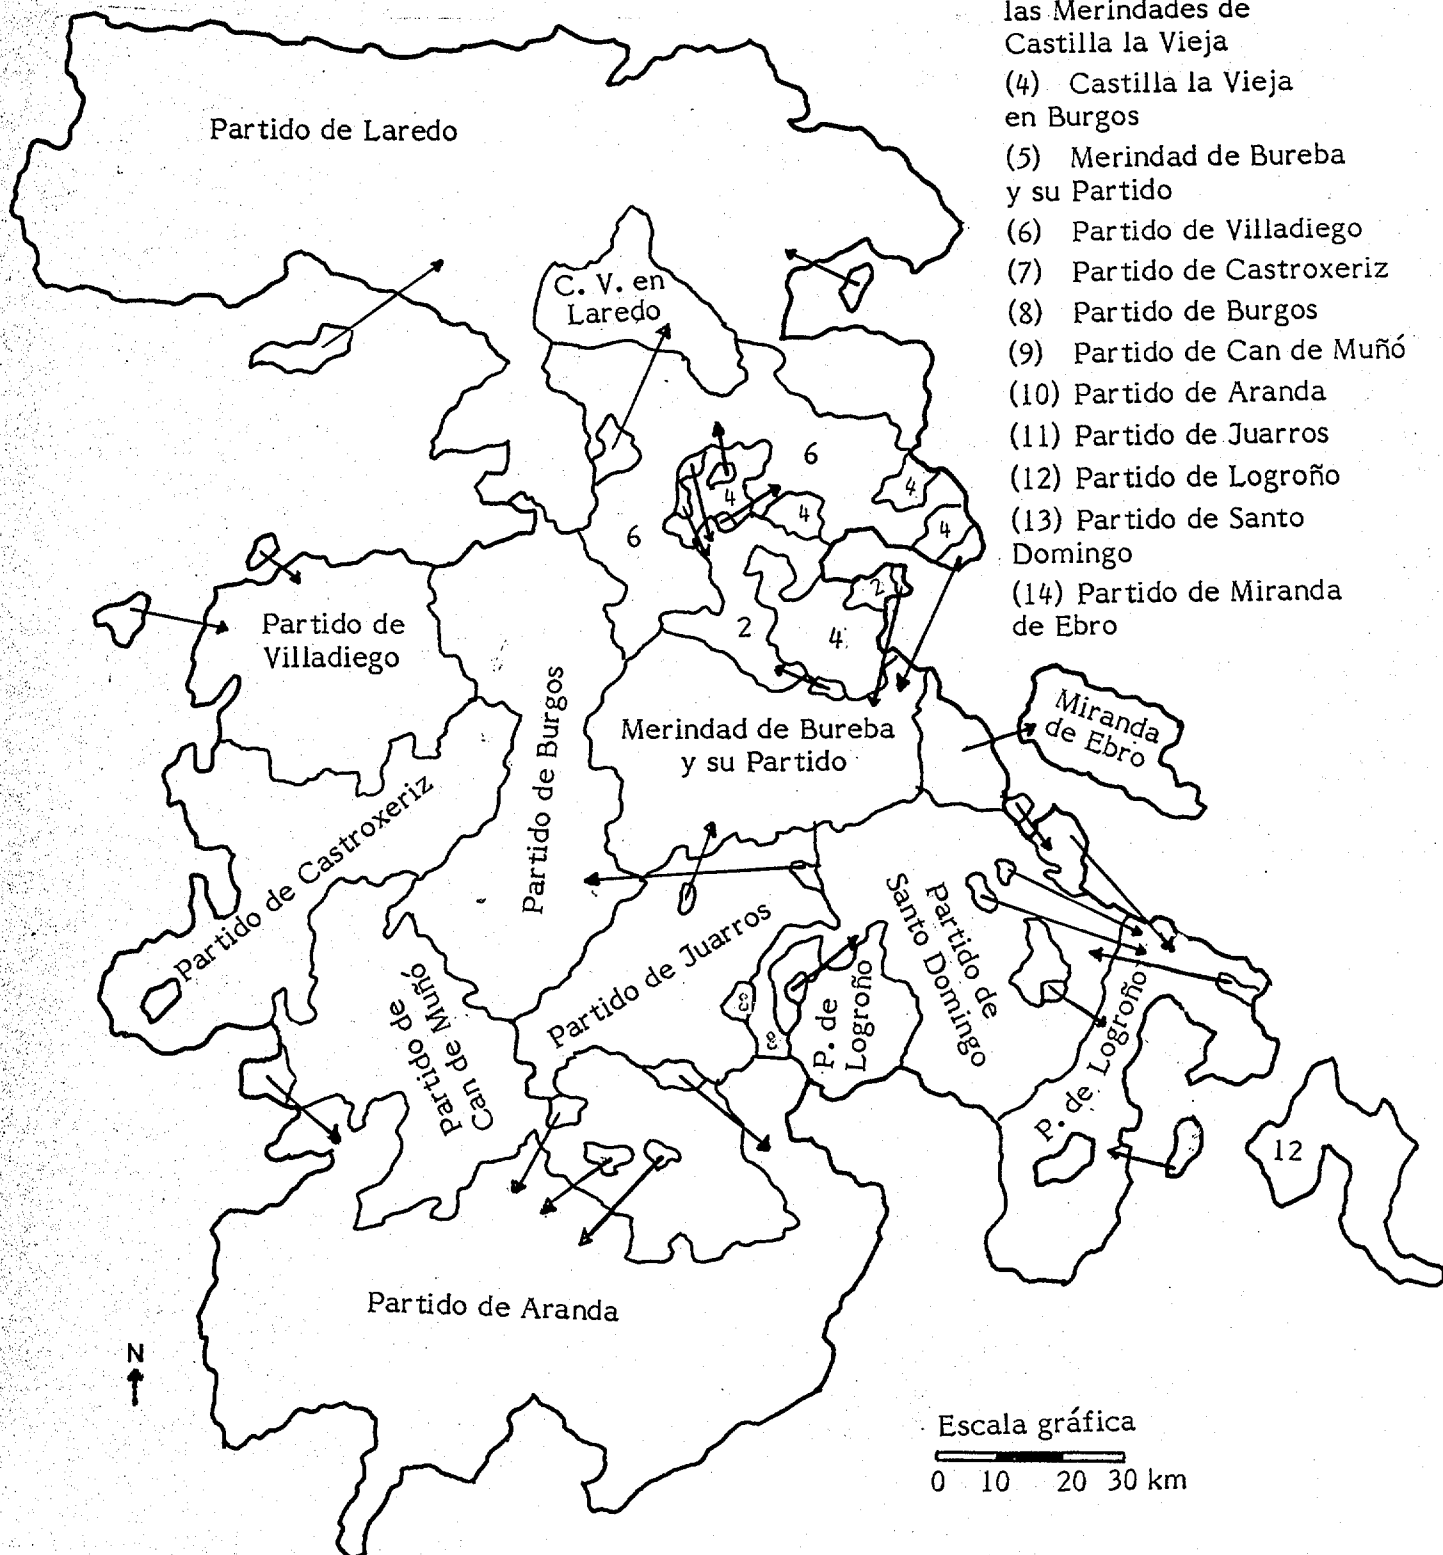 las Merindades de
Castilla la Vieja
(4) Castilla la Vieja
en Burgos
(5) Merindad de Bureba
y su Partido
(6) Partido de Villadiego
(7) Partido de Castroxeriz
(8) Partido de Burgos
(9) Partido de Can de Muñó
(10) Partido de Aranda
(11) Partido de Juarros
(12) Partido de Logroño
(13) Partido de Santo
Domingo
(14) Partido de Miranda
de Ebro
Partido de Laredo
C. V. en
Laredo
6
4
4
4
4
6
2
2
4
Partido de
Villadiego
Partido de Burgos
Merindad de Bureba
y su Partido
Miranda
de Ebro
Partido de Castroxeriz
Partido de
Can de Muñó
Partido de Juarros
8
8
P. de
Logroño
Partido de
Santo Domingo
P. de Logroño
12
Partido de Aranda
N
Escala gráfica
0 10 20 30 km